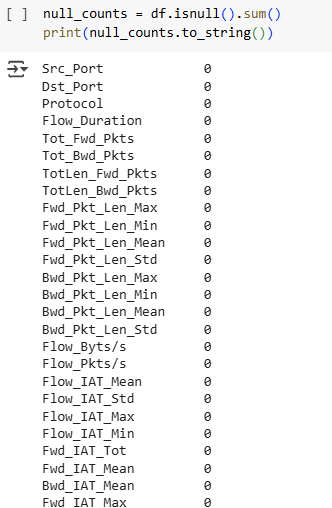 [ ] null_counts = df.isnull().sum()
print(null_counts.to_string())
Src_Port 0
Dst_Port 0
Protocol 0
Flow_Duration 0
Tot_Fwd_Pkts 0
Tot_Bwd_Pkts 0
TotLen_Fwd_Pkts 0
TotLen_Bwd_Pkts 0
Fwd_Pkt_Len_Max 0
Fwd_Pkt_Len_Min 0
Fwd_Pkt_Len_Mean 0
Fwd_Pkt_Len_Std 0
Bwd_Pkt_Len_Max 0
Bwd_Pkt_Len_Min 0
Bwd_Pkt_Len_Mean 0
Bwd_Pkt_Len_Std 0
Flow_Byts/s 0
Flow_Pkts/s 0
Flow_IAT_Mean 0
Flow_IAT_Std 0
Flow_IAT_Max 0
Flow_IAT_Min 0
Fwd_IAT_Tot 0
Fwd_IAT_Mean 0
Bwd_IAT_Mean 0
Fwd_IAT_Max 0